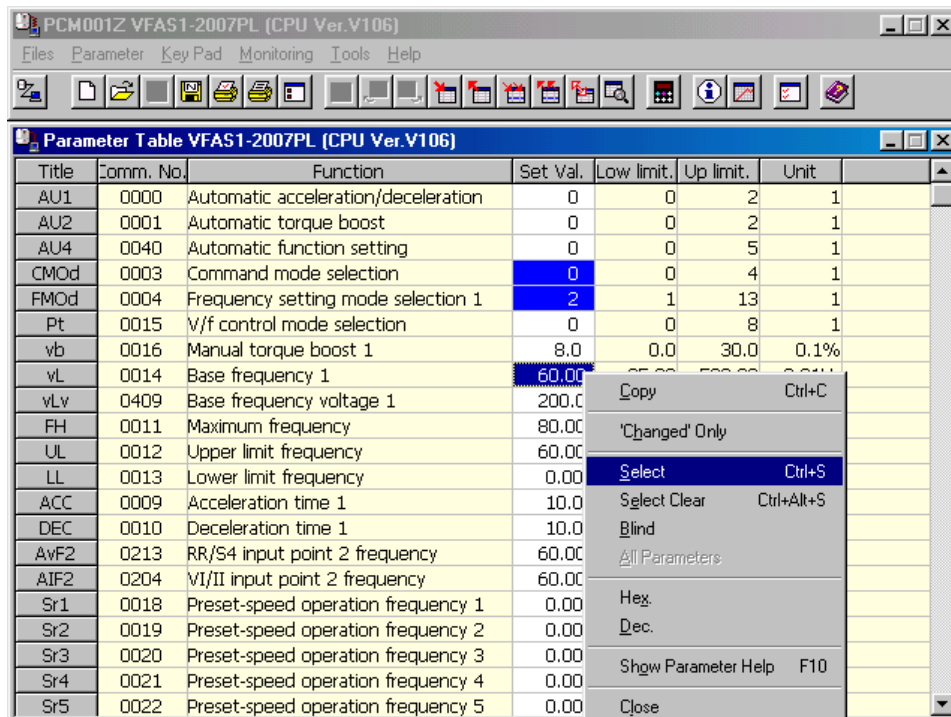 PCM001Z VFAS1-2007PL (CPU Ver.V106)
Files Parameter Key Pad Monitoring Tools Help
Parameter Table VFAS1-2007PL (CPU Ver.V106)
Title Comm. No. Function Set Val. Low limit. Up limit. Unit
AU1 0000 Automatic acceleration/deceleration 0 0 2 1
AU2 0001 Automatic torque boost 0 0 2 1
AU4 0040 Automatic function setting 0 0 5 1
CMOd 0003 Command mode selection 0 0 4 1
FMOd 0004 Frequency setting mode selection 1 2 1 13 1
Pt 0015 V/f control mode selection 0 0 8 1
vb 0016 Manual torque boost 1 8.0 0.0 30.0 0.1%
vL 0014 Base frequency 1 60.00
vLv 0409 Base frequency voltage 1 200.0
FH 0011 Maximum frequency 80.00
UL 0012 Upper limit frequency 60.00
LL 0013 Lower limit frequency 0.00
ACC 0009 Acceleration time 1 10.0
DEC 0010 Deceleration time 1 10.0
AvF2 0213 RR/S4 input point 2 frequency 60.00
AIF2 0204 VI/II input point 2 frequency 60.00
Sr1 0018 Preset-speed operation frequency 1 0.00
Sr2 0019 Preset-speed operation frequency 2 0.00
Sr3 0020 Preset-speed operation frequency 3 0.00
Sr4 0021 Preset-speed operation frequency 4 0.00
Sr5 0022 Preset-speed operation frequency 5 0.00
Copy Ctrl+C
'Changed' Only
Select Ctrl+S
Select Clear Ctrl+Alt+S
Blind
All Parameters
Hex.
Dec.
Show Parameter Help F10
Close